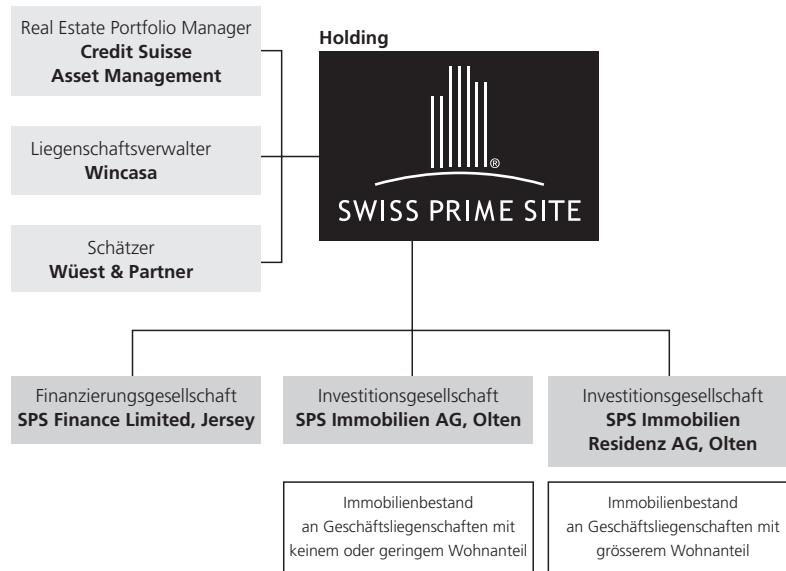 Real Estate Portfolio Manager
Credit Suisse
Asset Management
Holding
®
SWISS PRIME SITE
Liegenschaftsverwalter
Wincasa
Schätzer
Wüest & Partner
Finanzierungsgesellschaft
SPS Finance Limited, Jersey
Investitionsgesellschaft
SPS Immobilien AG, Olten
Investitionsgesellschaft
SPS Immobilien
Residenz AG, Olten
Immobilienbestand
an Geschäftsliegenschaften mit
keinem oder geringem Wohnanteil
Immobilienbestand
an Geschäftsliegenschaften mit
grösserem Wohnanteil